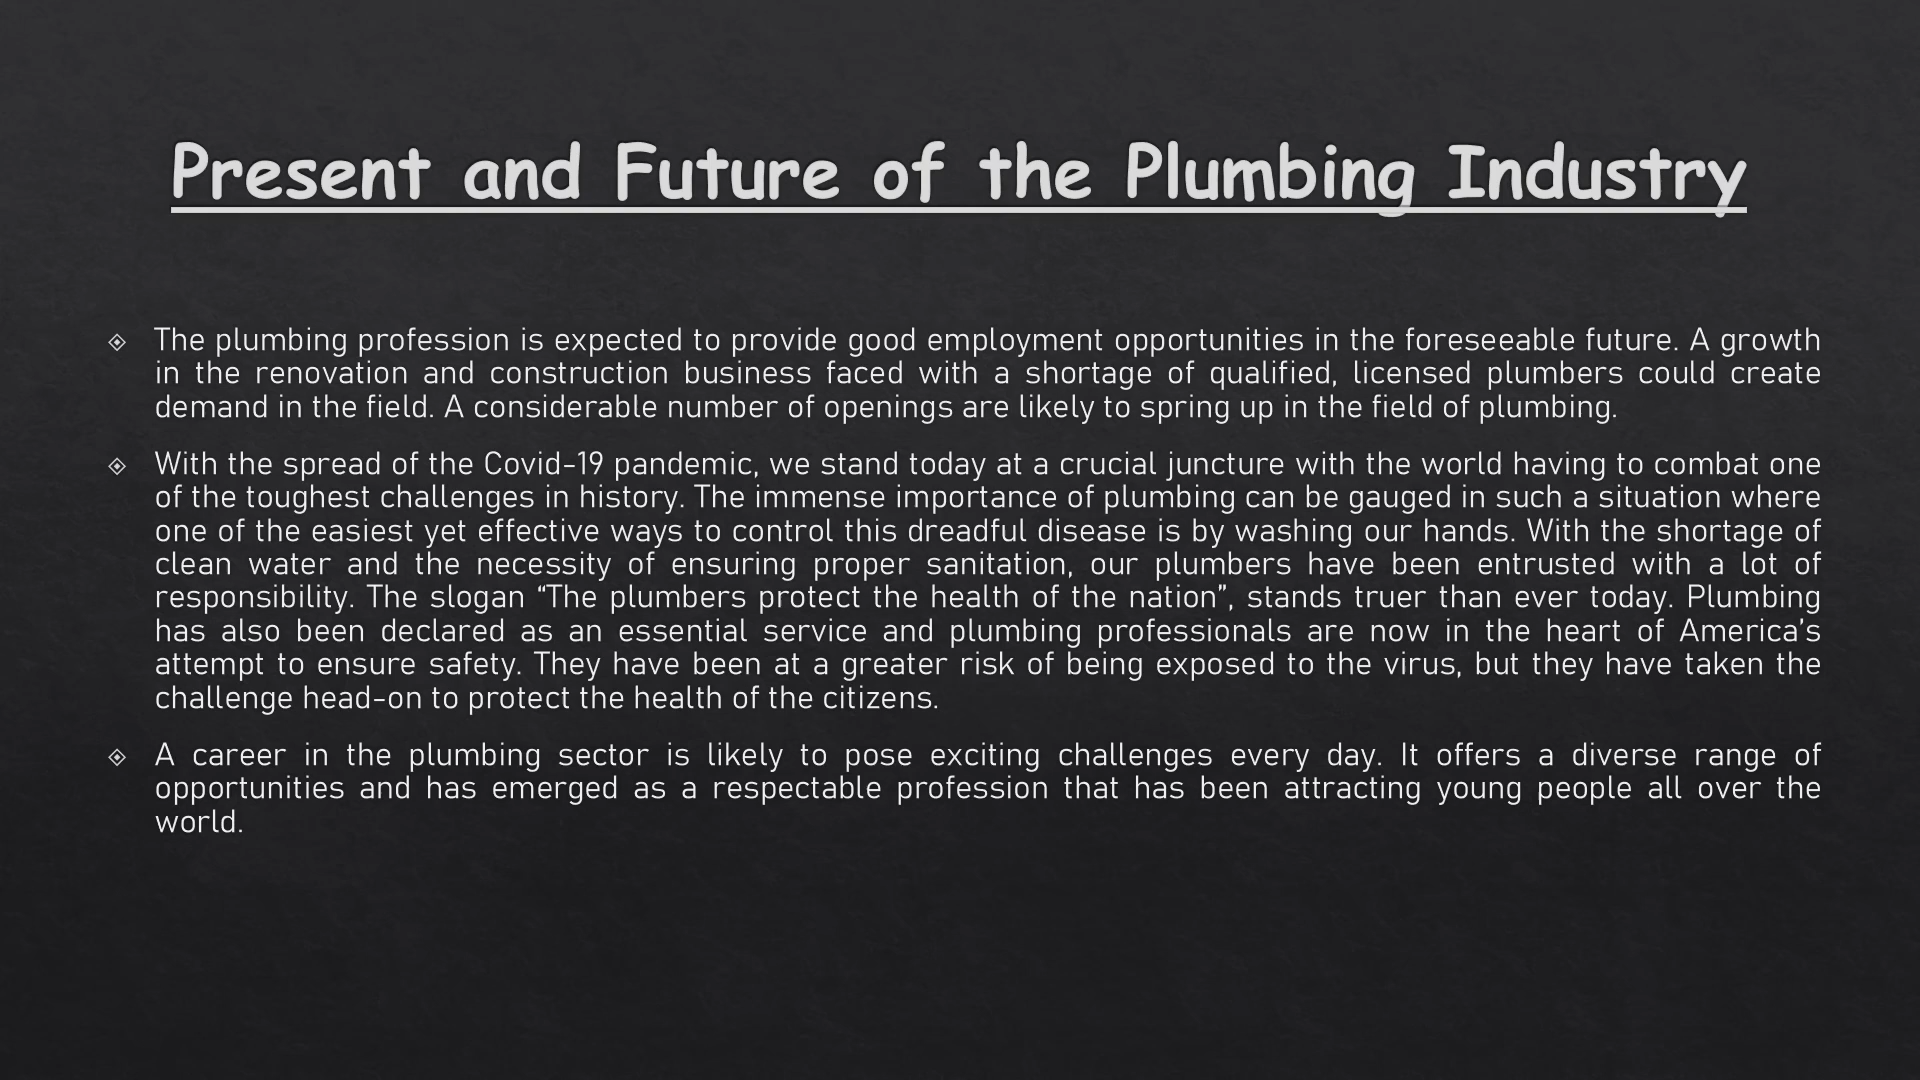 Present and Future of the Plumbing Industry
The plumbing profession is expected to provide good employment opportunities in the foreseeable future. A growth
in the renovation and construction business faced with a shortage of qualified, licensed plumbers could create
demand in the field. A considerable number of openings are likely to spring up in the field of plumbing.
With the spread of the Covid-19 pandemic, we stand today at a crucial juncture with the world having to combat one
of the toughest challenges in history. The immense importance of plumbing can be gauged in such a situation where
one of the easiest yet effective ways to control this dreadful disease is by washing our hands. With the shortage of
clean water and the necessity of ensuring proper sanitation, our plumbers have been entrusted with a lot of
responsibility. The slogan “The plumbers protect the health of the nation”, stands truer than ever today. Plumbing
has also been declared as an essential service and plumbing professionals are now in the heart of America’s
attempt to ensure safety. They have been at a greater risk of being exposed to the virus, but they have taken the
challenge head-on to protect the health of the citizens.
A career in the plumbing sector is likely to pose exciting challenges every day. It offers a diverse range of
opportunities and has emerged as a respectable profession that has been attracting young people all over the
world.